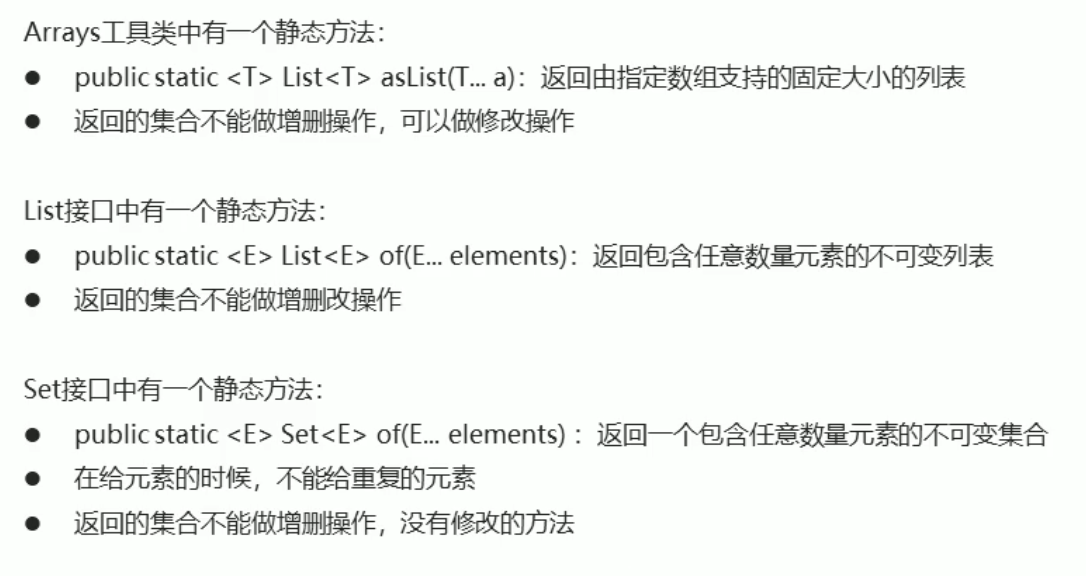 Arrays工具类中有一个静态方法：
● public static <T> List<T> asList(T... a)：返回由指定数组支持的固定大小的列表
● 返回的集合不能做增删操作，可以做修改操作
List接口中有一个静态方法：
● public static <E> List<E> of(E... elements)：返回包含任意数量元素的不可变列表
● 返回的集合不能做增删改操作
Set接口中有一个静态方法：
● public static <E> Set<E> of(E... elements) ：返回一个包含任意数量元素的不可变集合
● 在给元素的时候，不能给重复的元素
● 返回的集合不能做增删操作，没有修改的方法